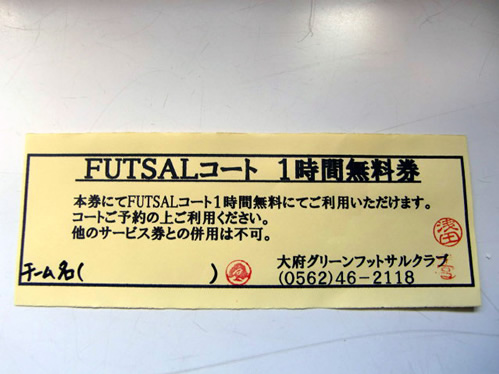 FUTSALコート １時間無料券
本券にてFUTSALコート1時間無料にてご利用いただけます。
コートご予約の上ご利用ください。
他のサービス券との併用は不可。
チーム名(　　　　　　)
大府グリーンフットサルクラブ
(0562)46-2118